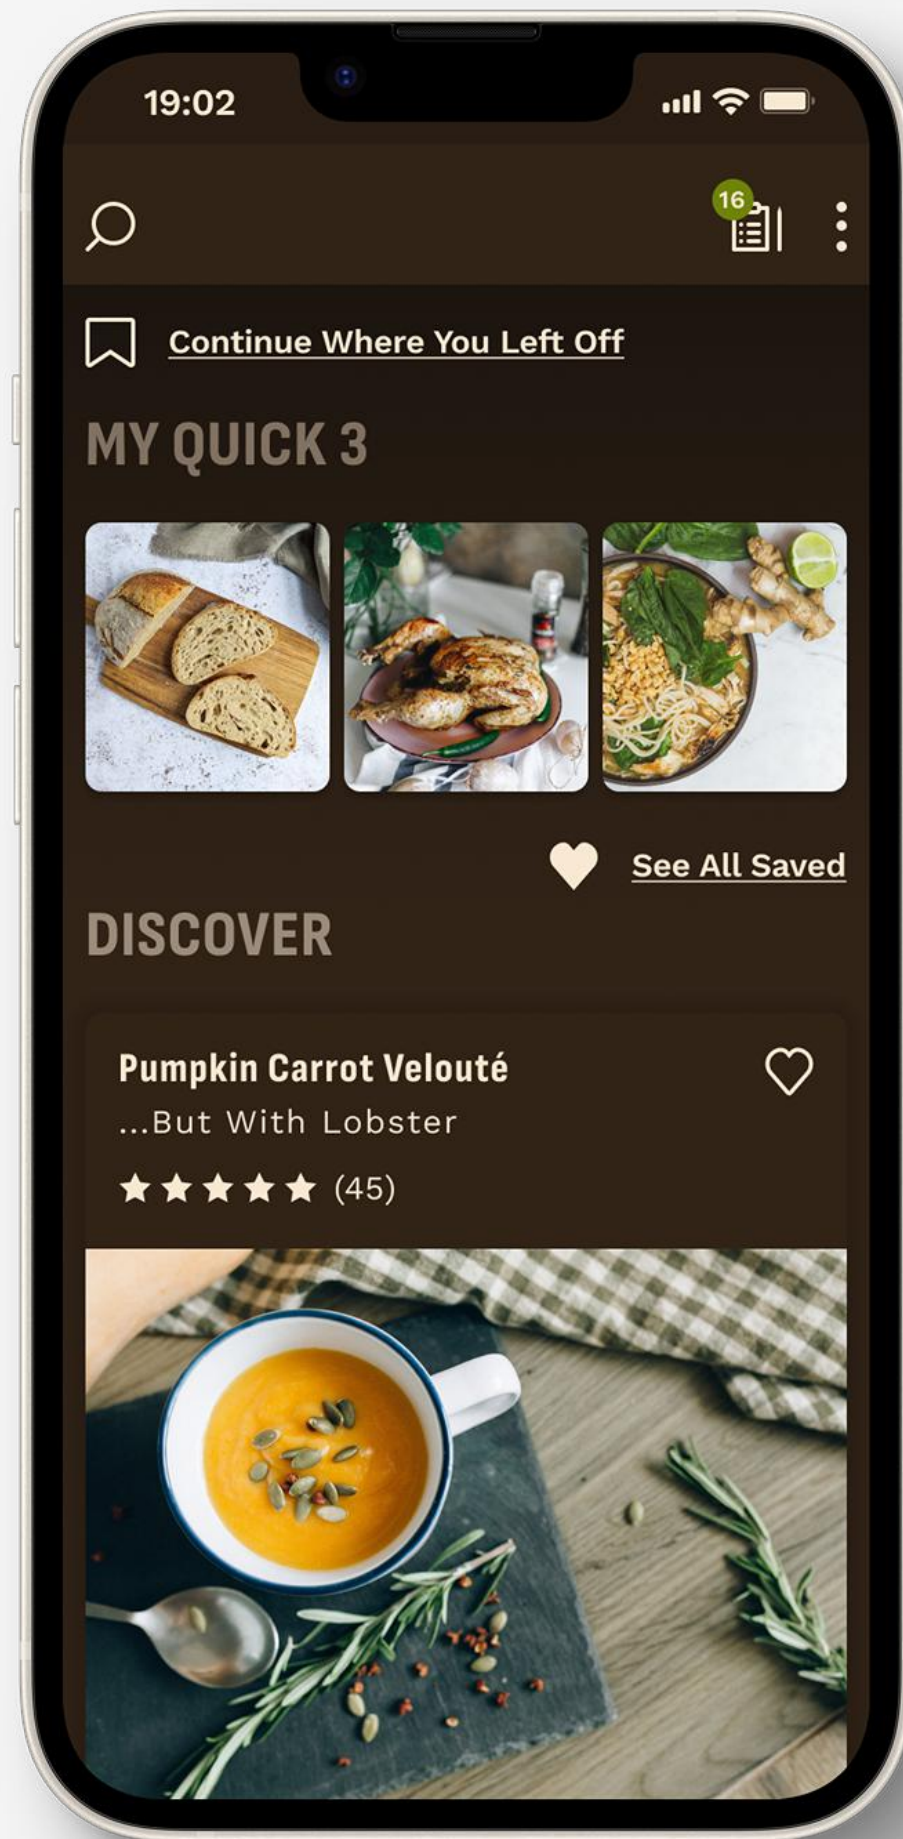 19:02
16
Continue Where You Left Off
MY QUICK 3
See All Saved
DISCOVER
Pumpkin Carrot Velouté
...But With Lobster
(45)